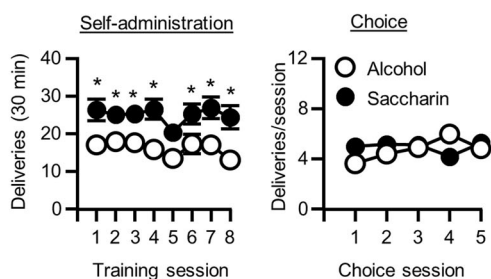 Self-administration
Deliveries (30 min)
40
30
20
10
0
* * * * * * *
1 2 3 4 5 6 7 8
Training session
Choice
Deliveries/session
12
8
4
0
Alcohol
Saccharin
1 2 3 4 5
Choice session